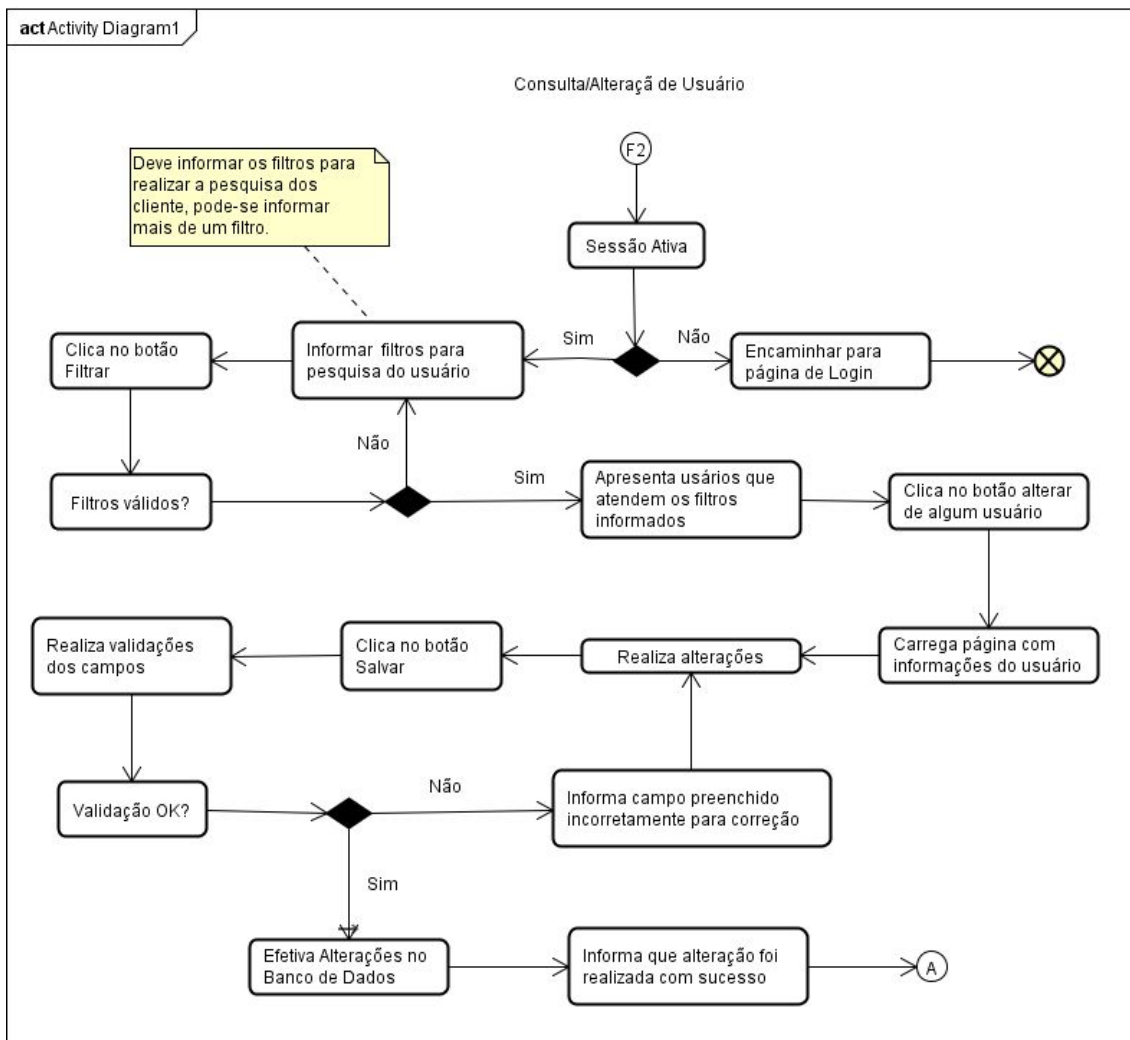 act Activity Diagram1
Consulta/Alteraçã de Usuário
F2
Deve informar os filtros para
realizar a pesquisa dos
cliente, pode-se informar
mais de um filtro.
Sessão Ativa
Clica no botão
Filtrar
Informar filtros para
pesquisa do usuário
Sim
Não
Encaminhar para
página de Login
Não
Filtros válidos?
Sim
Apresenta usários que
atendem os filtros
informados
Clica no botão alterar
de algum usuário
Realiza validações
dos campos
Clica no botão
Salvar
Realiza alterações
Carrega página com
informações do usuário
Validação OK?
Não
Informa campo preenchido
incorretamente para correção
Sim
Efetiva Alterações no
Banco de Dados
Informa que alteração foi
realizada com sucesso
A